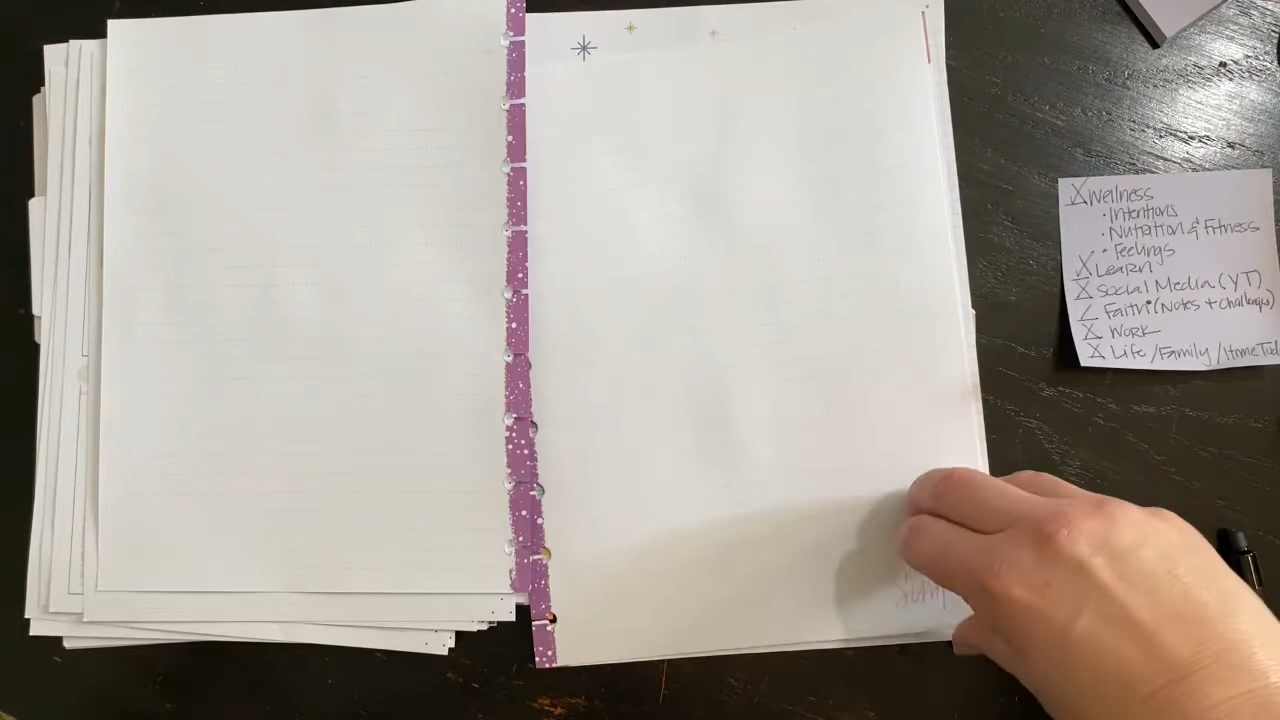 X Wellness
• Intentions
• Nutrition & Fitness
• Feelings
X Learn
X Social Media (YT)
/ Faith (Notes + Challenges)
X Work
X Life /Family /Home